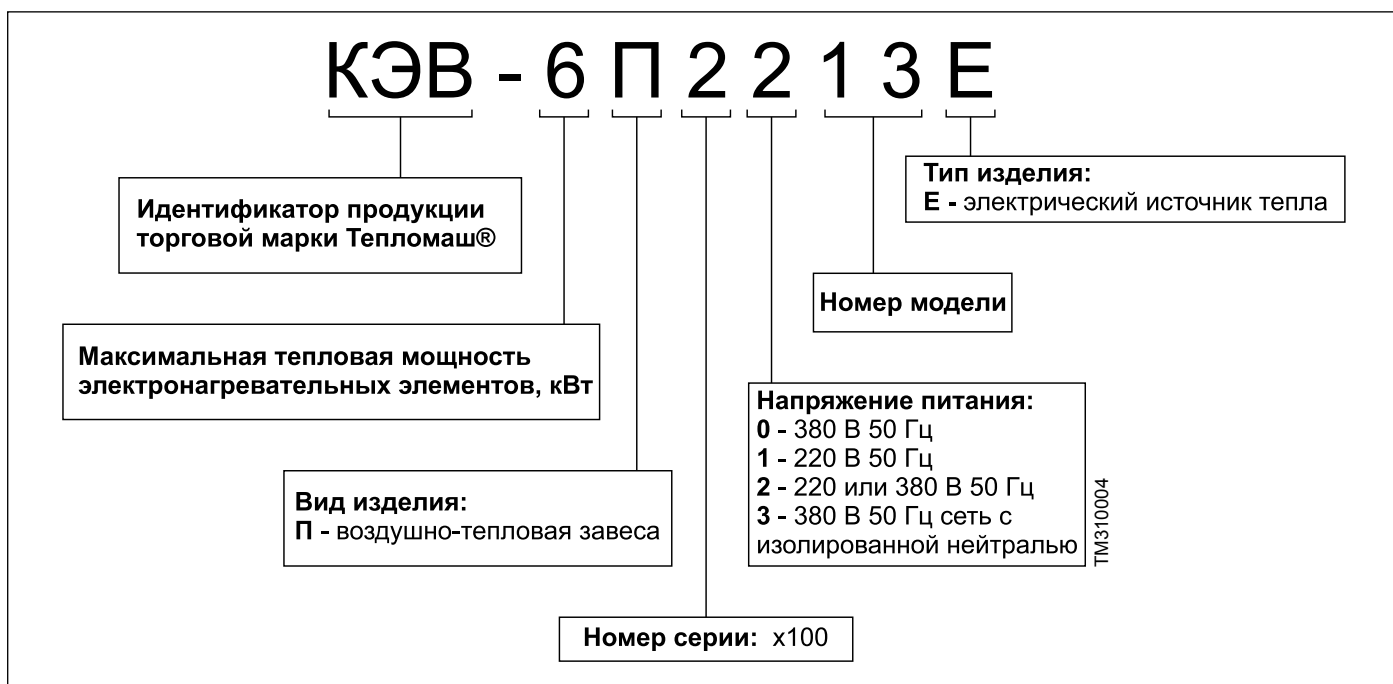 КЭВ - 6 П 2 2 1 3 Е
Тип изделия:
Е - электрический источник тепла
Идентификатор продукции
торговой марки Тепломаш®
Номер модели
Максимальная тепловая мощность
электронагревательных элементов, кВт
Напряжение питания:
0 - 380 В 50 Гц
1 - 220 В 50 Гц
2 - 220 или 380 В 50 Гц
3 - 380 В 50 Гц сеть с
изолированной нейтралью
ТМ310004
Вид изделия:
П - воздушно-тепловая завеса
Номер серии: х100